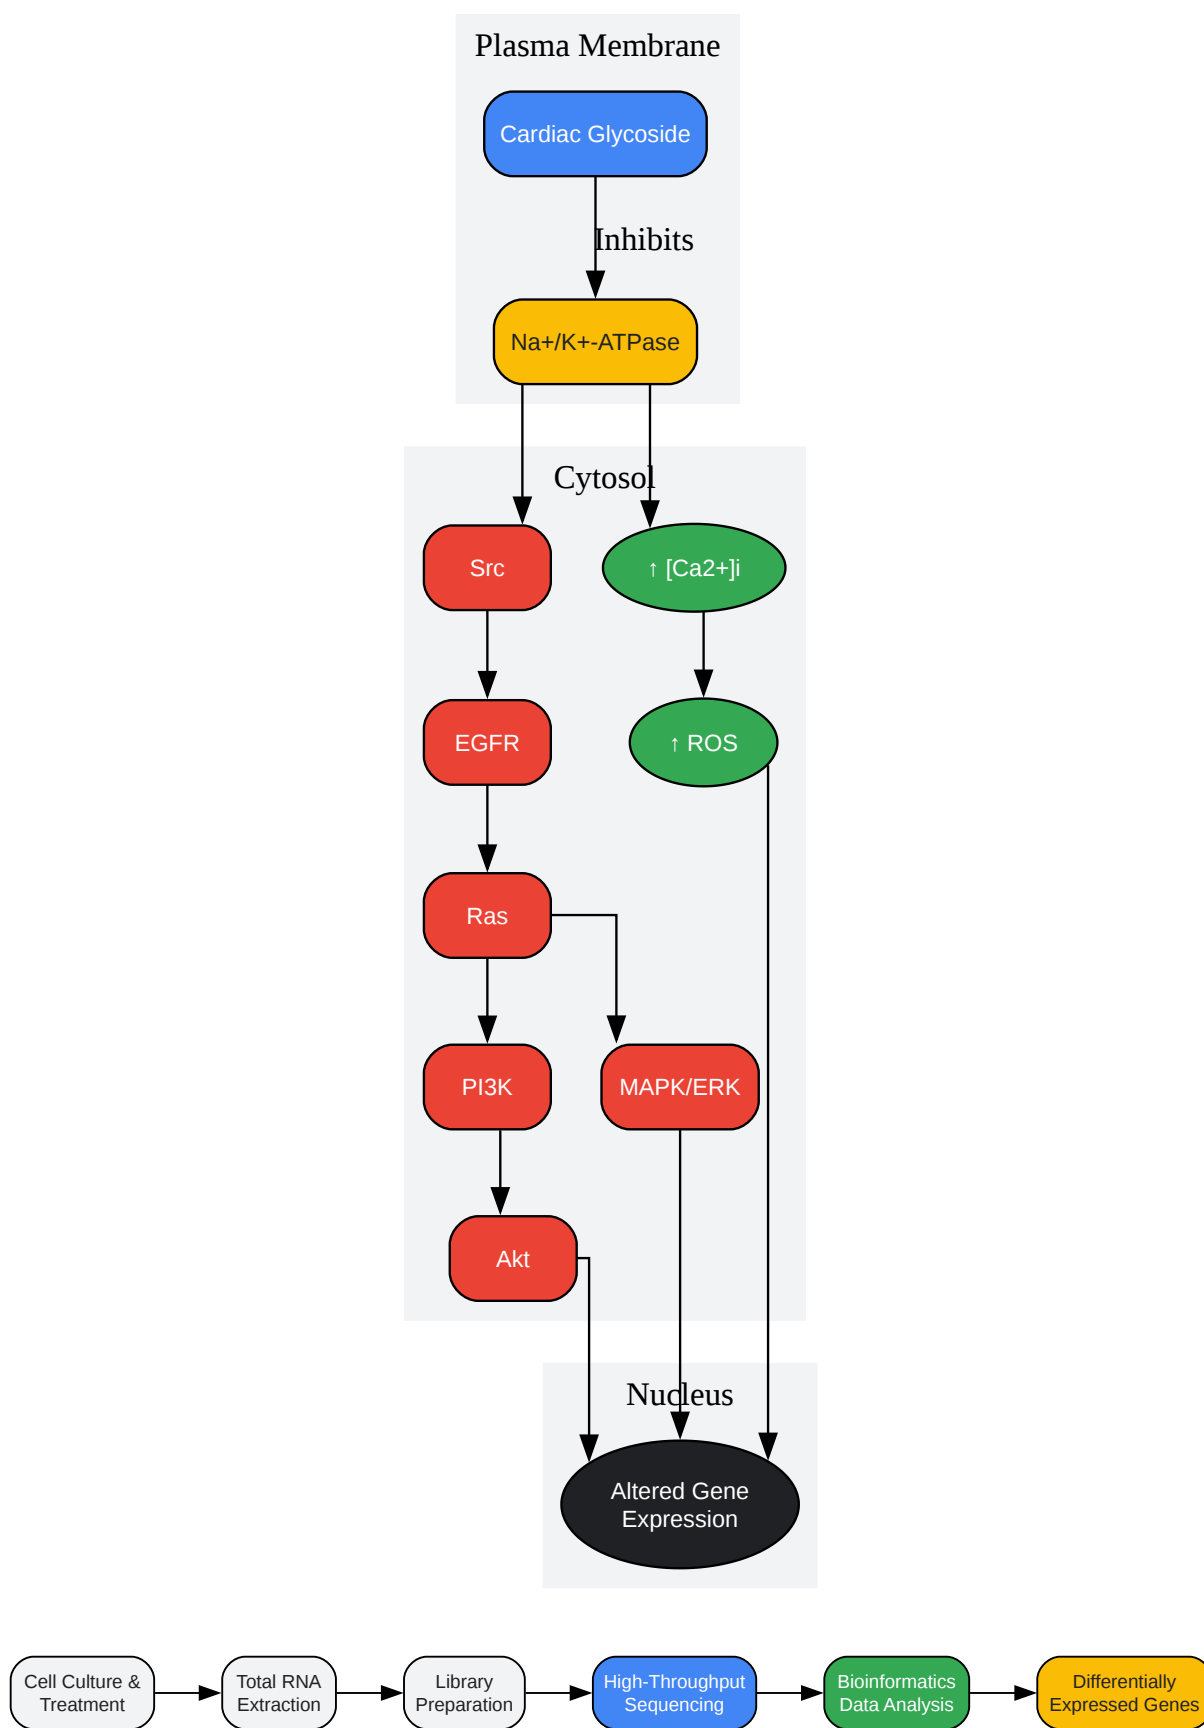 Plasma Membrane
Cardiac Glycoside
Inhibits
Na+/K+-ATPase
Cytosol
Src
↑ [Ca2+]i
EGFR
↑ ROS
Ras
PI3K
MAPK/ERK
Akt
Nucleus
Altered Gene
Expression
Cell Culture &
Treatment
Total RNA
Extraction
Library
Preparation
High-Throughput
Sequencing
Bioinformatics
Data Analysis
Differentially
Expressed Genes